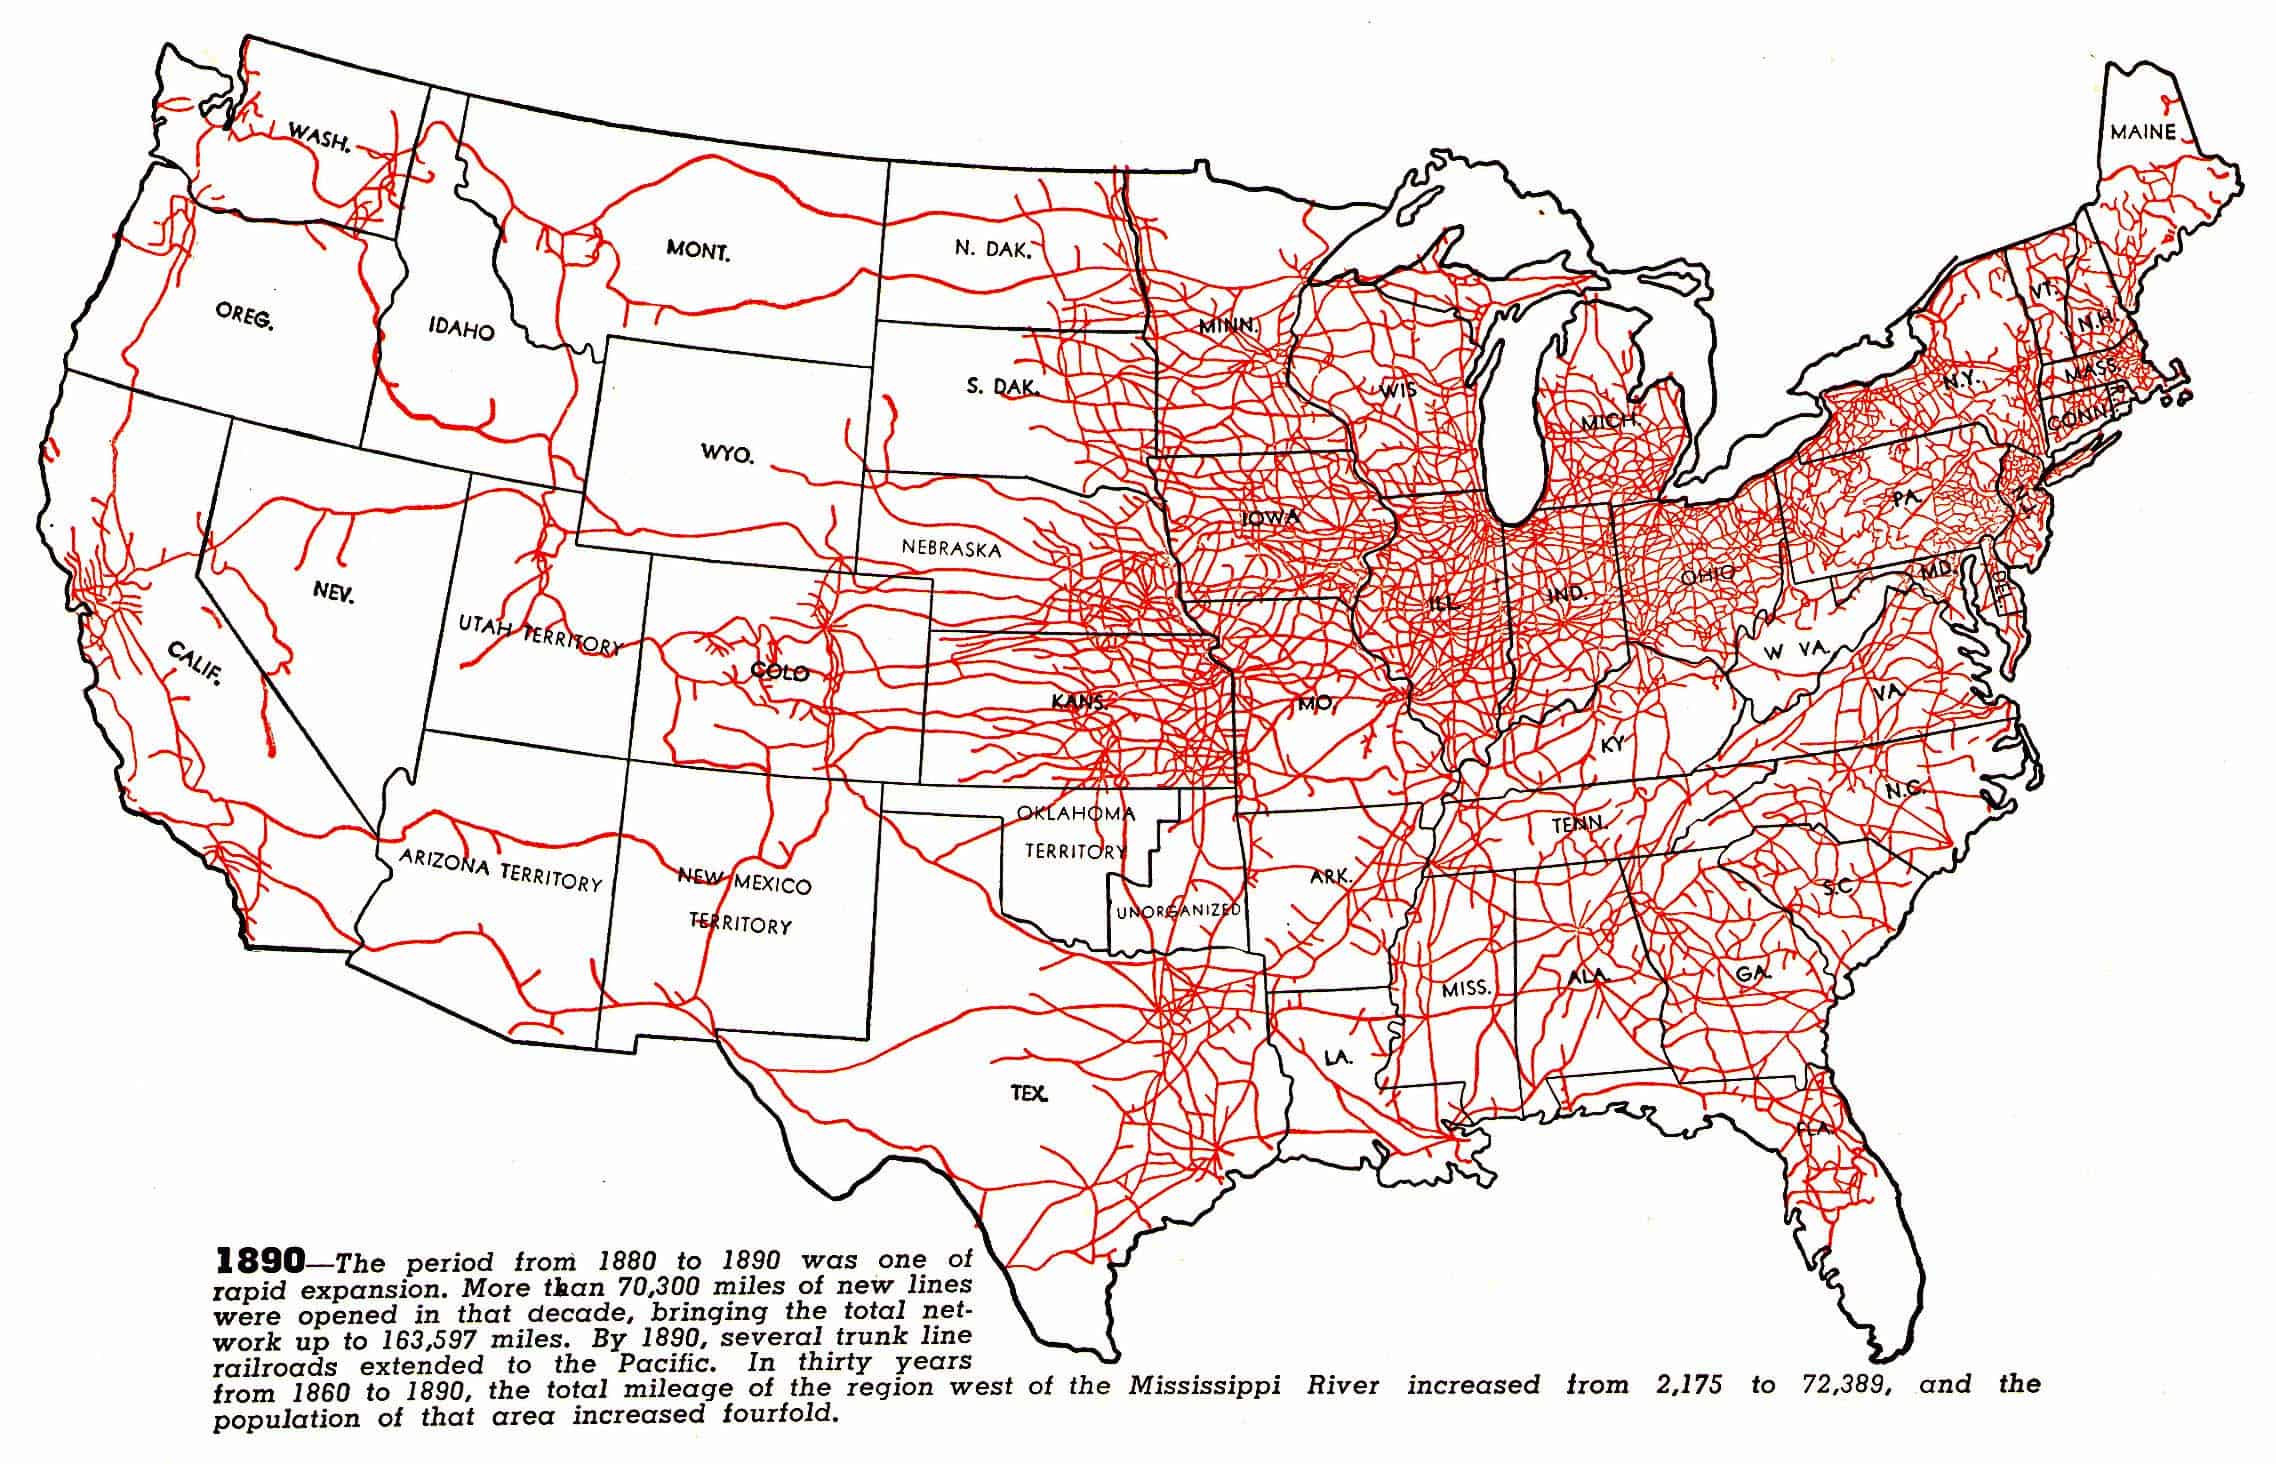 WASH.
MAINE
MONT.
N. DAK.
OREG.
IDAHO
MINN.
VT.
N.H.
S. DAK.
WIS
MICH.
N.Y.
MASS.
CONN.
WYO.
IOWA
PA.
N.J.
NEBRASKA
NEV.
UTAH TERRITORY
ILL.
IND.
OHIO
MD.
DEL.
CALIF.
COLO
KANS.
MO.
W VA.
VA.
KY.
N.C.
OKLAHOMA
TERRITORY
TENN.
ARIZONA TERRITORY
NEW MEXICO
TERRITORY
ARK.
S.C.
UNORGANIZED
MISS.
ALA.
GA.
TEX.
LA.
FLA.
1890—The period from 1880 to 1890 was one of
rapid expansion. More than 70,300 miles of new lines
were opened in that decade, bringing the total net-
work up to 163,597 miles. By 1890, several trunk line
railroads extended to the Pacific. In thirty years
from 1860 to 1890, the total mileage of the region west of the Mississippi River increased from 2,175 to 72,389, and the
population of that area increased fourfold.